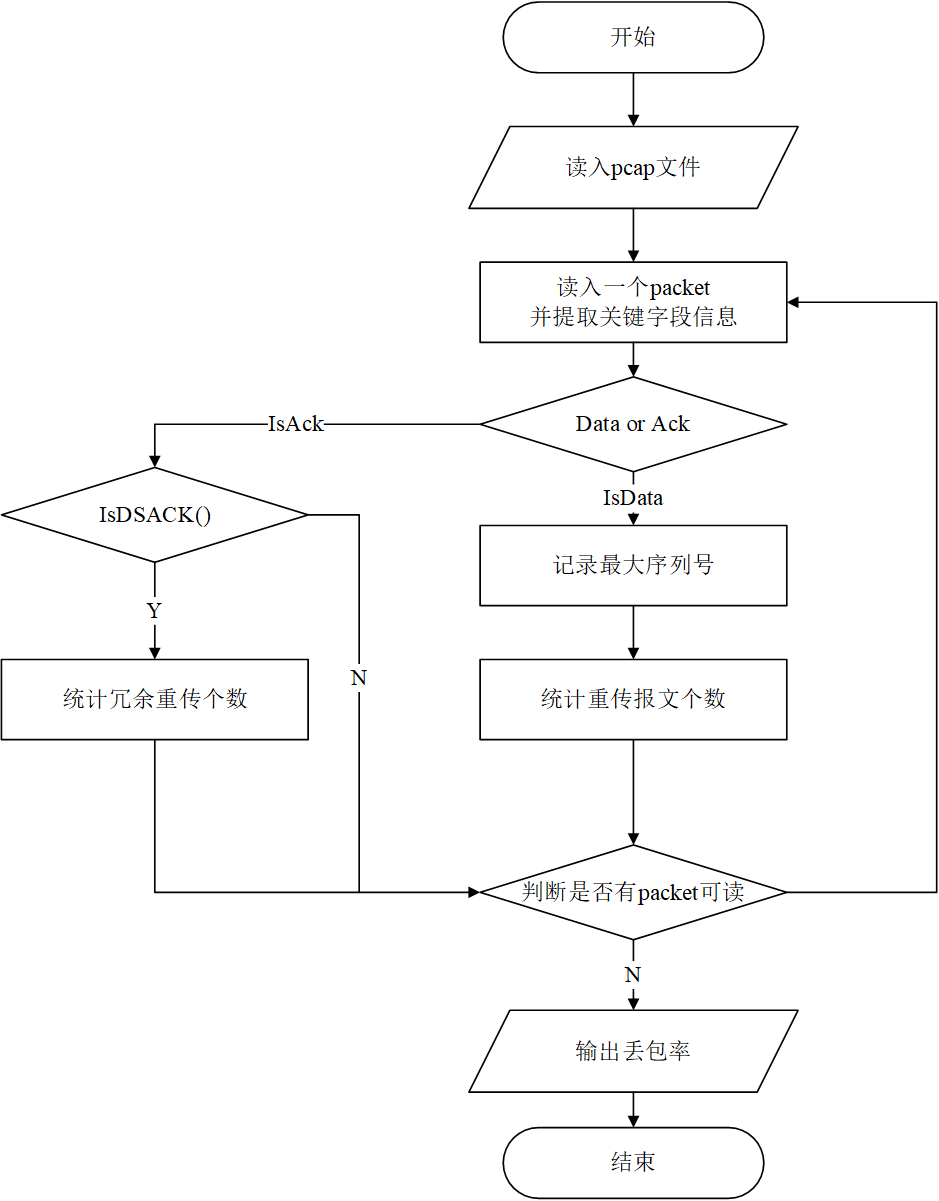 开始
读入pcap文件
读入一个packet
并提取关键字段信息
Data or Ack
IsAck
IsData
IsDSACK()
记录最大序列号
Y
N
统计冗余重传个数
统计重传报文个数
判断是否有packet可读
N
输出丢包率
结束